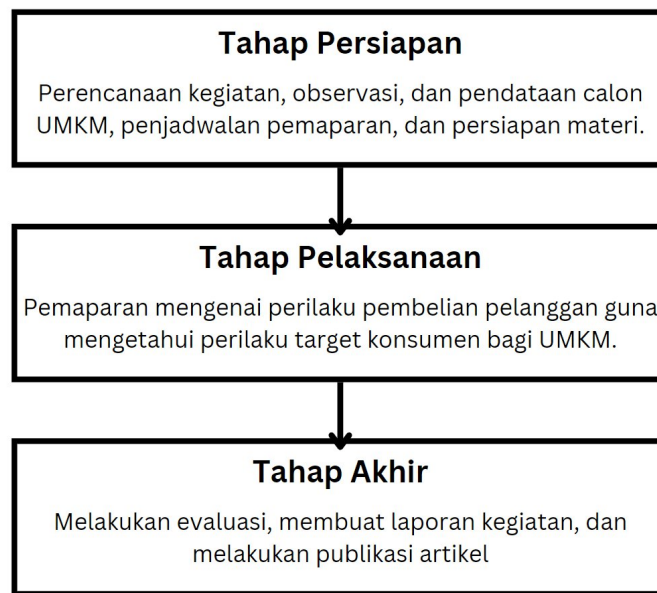 Tahap Persiapan
Perencanaan kegiatan, observasi, dan pendataan calon
UMKM, penjadwalan pemaparan, dan persiapan materi.
Tahap Pelaksanaan
Pemaparan mengenai perilaku pembelian pelanggan guna
mengetahui perilaku target konsumen bagi UMKM.
Tahap Akhir
Melakukan evaluasi, membuat laporan kegiatan, dan
melakukan publikasi artikel